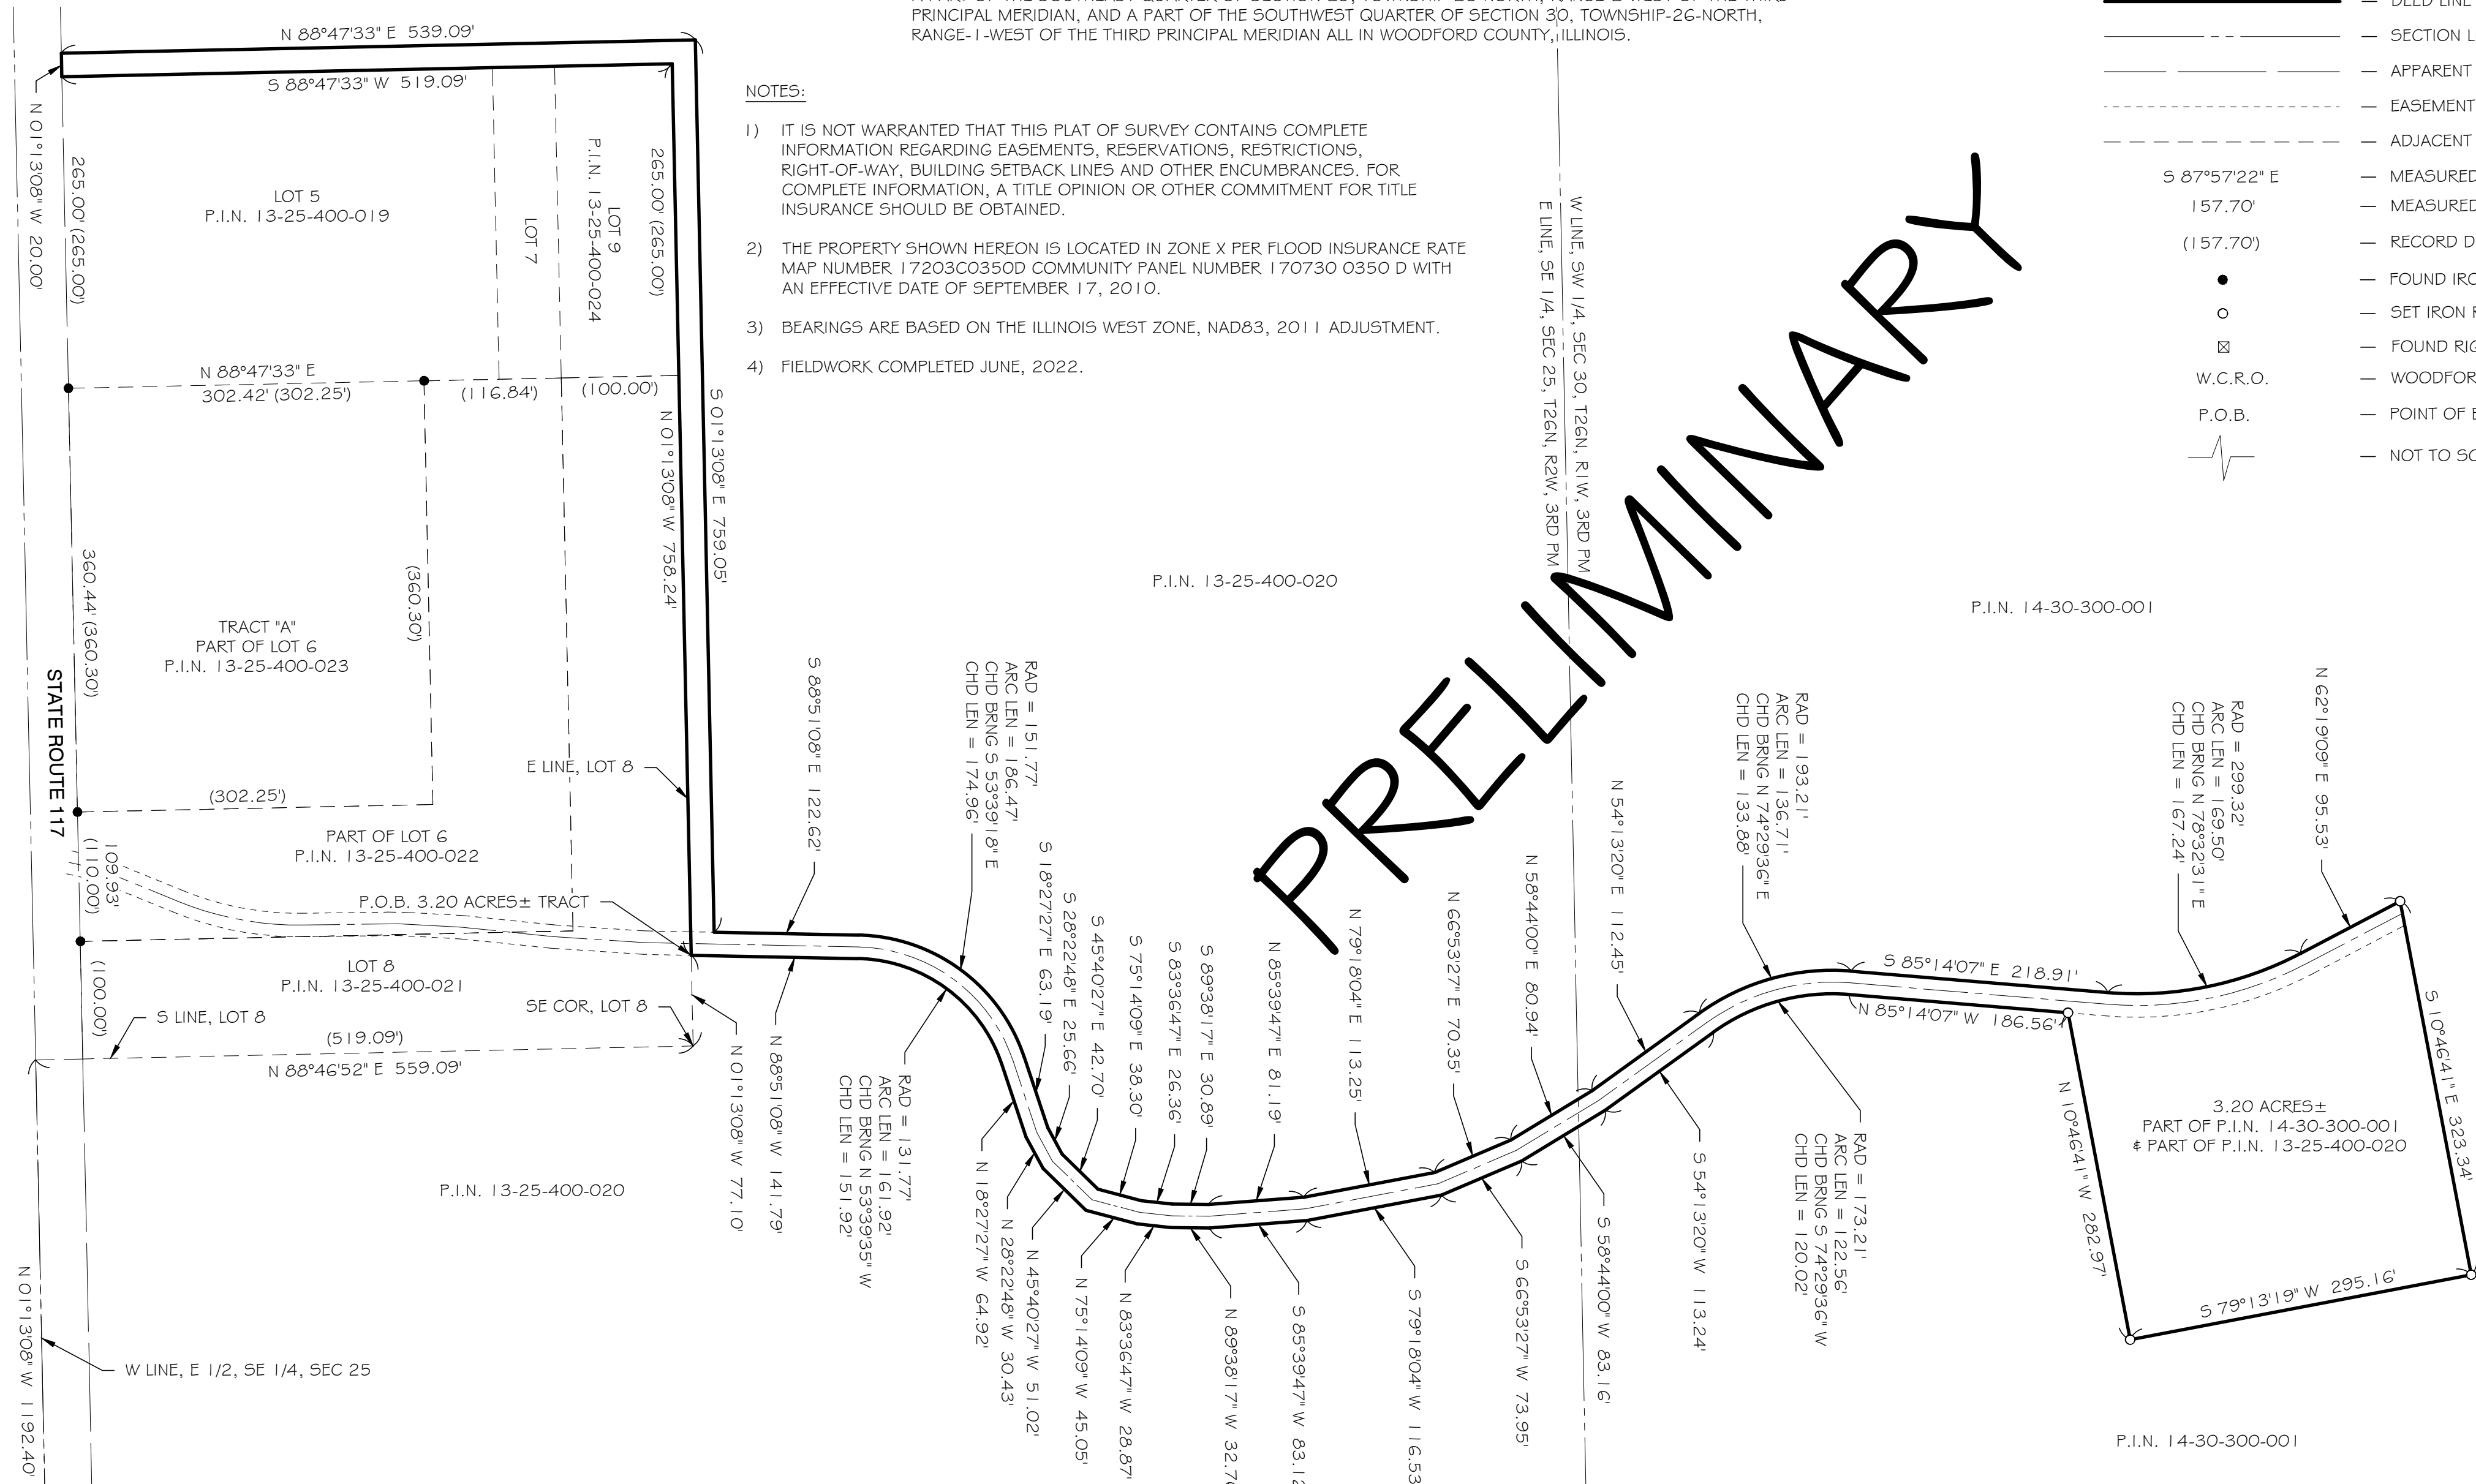 PRINCIPAL MERIDIAN, AND A PART OF THE SOUTHWEST QUARTER OF SECTION 30, TOWNSHIP-26-NORTH,
RANGE-1-WEST OF THE THIRD PRINCIPAL MERIDIAN ALL IN WOODFORD COUNTY, ILLINOIS.
NOTES:
1) IT IS NOT WARRANTED THAT THIS PLAT OF SURVEY CONTAINS COMPLETE
INFORMATION REGARDING EASEMENTS, RESERVATIONS, RESTRICTIONS,
RIGHT-OF-WAY, BUILDING SETBACK LINES AND OTHER ENCUMBRANCES. FOR
COMPLETE INFORMATION, A TITLE OPINION OR OTHER COMMITMENT FOR TITLE
INSURANCE SHOULD BE OBTAINED.
2) THE PROPERTY SHOWN HEREON IS LOCATED IN ZONE X PER FLOOD INSURANCE RATE
MAP NUMBER 17203C0350D COMMUNITY PANEL NUMBER 170730 0350 D WITH
AN EFFECTIVE DATE OF SEPTEMBER 17, 2010.
3) BEARINGS ARE BASED ON THE ILLINOIS WEST ZONE, NAD83, 2011 ADJUSTMENT.
4) FIELDWORK COMPLETED JUNE, 2022.
— DEED LINE
— SECTION L
— APPARENT
— EASEMENT
— ADJACENT
S 87°57'22" E — MEASURED
157.70' — MEASURED
(157.70') — RECORD D
— FOUND IRO
— SET IRON
— FOUND RIG
W.C.R.O. — WOODFOR
P.O.B. — POINT OF
— NOT TO SC
N 88°47'33" E 539.09'
S 88°47'33" W 519.09'
N 01°13'08" W 20.00'
265.00' (265.00')
LOT 5
P.I.N. 13-25-400-019
LOT 7
LOT 9
P.I.N. 13-25-400-024
265.00' (265.00')
N 88°47'33" E
302.42' (302.25')
(116.84')
(100.00')
N 01°13'08" W 758.24'
S 01°13'08" E 759.05'
360.44' (360.30')
(360.30')
TRACT "A"
PART OF LOT 6
P.I.N. 13-25-400-023
STATE ROUTE 117
E LINE, LOT 8
(302.25')
PART OF LOT 6
P.I.N. 13-25-400-022
109.93'
(110.00')
P.O.B. 3.20 ACRES± TRACT
LOT 8
P.I.N. 13-25-400-021
(100.00')
S LINE, LOT 8
SE COR, LOT 8
(519.09')
N 88°46'52" E 559.09'
P.I.N. 13-25-400-020
N 01°13'08" W 1192.40'
W LINE, E 1/2, SE 1/4, SEC 25
N 01°13'08" W 77.10'
P.I.N. 13-25-400-020
E LINE, SE 1/4, SEC 25, T26N, R2W, 3RD PM
W LINE, SW 1/4, SEC 30, T26N, R1W, 3RD PM
PRELIMINARY
P.I.N. 14-30-300-001
S 88°51'08" E 122.62'
RAD = 151.77'
ARC LEN = 186.47'
CHD BRNG S 53°39'18" E
CHD LEN = 174.96'
S 18°27'27" E 63.19'
S 28°22'48" E 25.66'
S 45°40'27" E 42.70'
S 75°14'09" E 38.30'
S 83°36'47" E 26.36'
S 89°38'17" E 30.89'
N 85°39'47" E 81.19'
N 79°18'04" E 113.25'
N 66°53'27" E 70.35'
N 58°44'00" E 80.94'
N 54°13'20" E 112.45'
RAD = 193.21'
ARC LEN = 136.71'
CHD BRNG N 74°29'36" E
CHD LEN = 133.88'
S 85°14'07" E 218.91'
RAD = 299.32'
ARC LEN = 169.50'
CHD BRNG N 78°32'31" E
CHD LEN = 167.24'
N 62°19'09" E 95.53'
N 88°51'08" W 141.79'
RAD = 131.77'
ARC LEN = 161.92'
CHD BRNG N 53°39'35" W
CHD LEN = 151.92'
N 18°27'27" W 64.92'
N 28°22'48" W 30.43'
N 45°40'27" W 51.02'
N 75°14'09" W 45.05'
N 83°36'47" W 28.87'
N 89°38'17" W 32.7
S 85°39'47" W 83.12
S 79°18'04" W 116.53
S 66°53'27" W 73.95'
S 58°44'00" W 83.16'
S 54°13'20" W 113.24'
RAD = 173.21'
ARC LEN = 122.56'
CHD BRNG S 74°29'36" W
CHD LEN = 120.02'
N 85°14'07" W 186.56'
N 10°46'41" W 282.97'
S 10°46'41" E 323.34'
3.20 ACRES±
PART OF P.I.N. 14-30-300-001
& PART OF P.I.N. 13-25-400-020
S 79°13'19" W 295.16'
P.I.N. 14-30-300-001